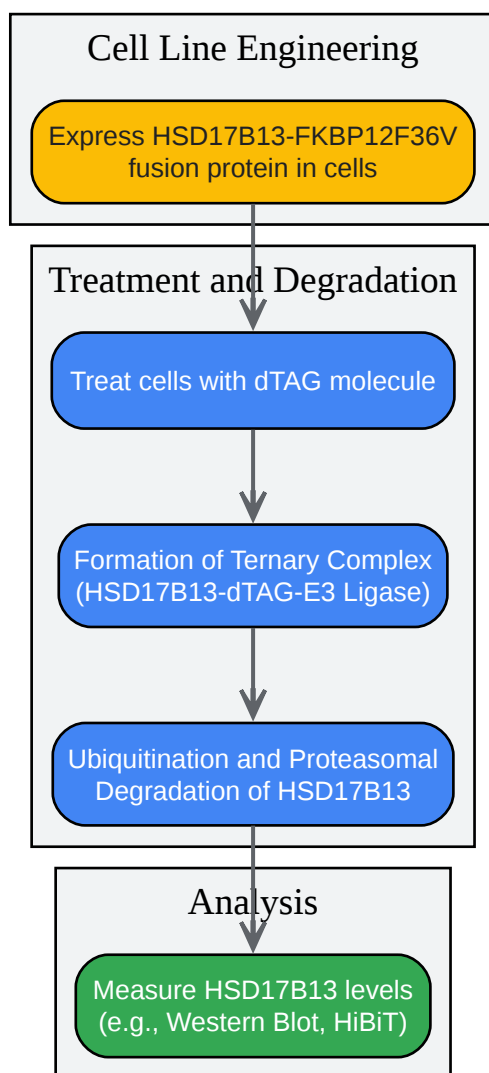 Cell Line Engineering
Express HSD17B13-FKBP12F36V
fusion protein in cells
Treatment and Degradation
Treat cells with dTAG molecule
Formation of Ternary Complex
(HSD17B13-dTAG-E3 Ligase)
Ubiquitination and Proteasomal
Degradation of HSD17B13
Analysis
Measure HSD17B13 levels
(e.g., Western Blot, HiBiT)